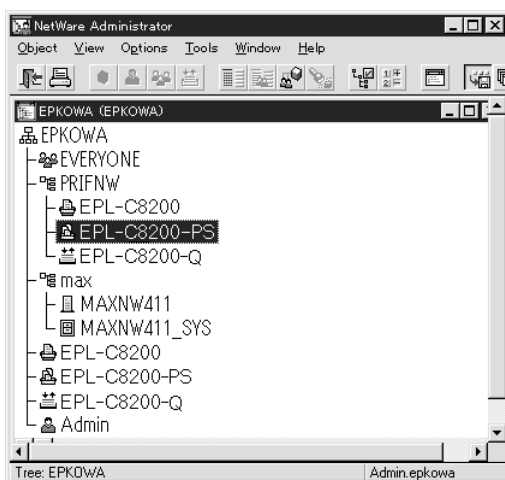 NetWare Administrator
Object View Options Tools Window Help
EPKOWA (EPKOWA)
EPKOWA
EVERYONE
PRIFNW
EPL-C8200
EPL-C8200-PS
EPL-C8200-Q
max
MAXNW411
MAXNW411_SYS
EPL-C8200
EPL-C8200-PS
EPL-C8200-Q
Admin
Tree: EPKOWA Admin.epkowa